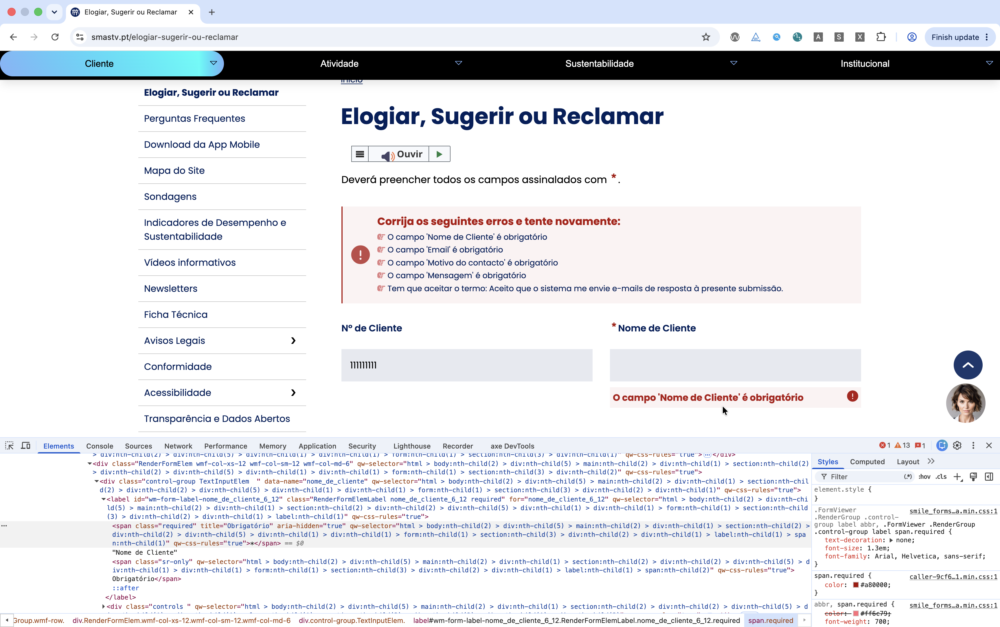 Elogiar, Sugerir ou Reclamar
smastv.pt/elogiar-sugerir-ou-reclamar
Finish update
Cliente
Atividade
Sustentabilidade
Institucional
Início
Elogiar, Sugerir ou Reclamar
Perguntas Frequentes
Download da App Mobile
Mapa do Site
Sondagens
Indicadores de Desempenho e
Sustentabilidade
Vídeos informativos
Newsletters
Ficha Técnica
Avisos Legais
Conformidade
Acessibilidade
Transparência e Dados Abertos
Elogiar, Sugerir ou Reclamar
Ouvir
Deverá preencher todos os campos assinalados com *.
Corrija os seguintes erros e tente novamente:
O campo 'Nome de Cliente' é obrigatório
O campo 'Email' é obrigatório
O campo 'Motivo do contacto' é obrigatório
O campo 'Mensagem' é obrigatório
Tem que aceitar o termo: Aceito que o sistema me envie e-mails de resposta à presente submissão.
Nº de Cliente
* Nome de Cliente
111111111
O campo 'Nome de Cliente' é obrigatório
Elements Console Sources Network Performance Memory Application Security Lighthouse Recorder axe DevTools
1 13 1
> div:nth-child(2) > div:nth-child(5) > div:nth-child(1) > div:nth-child(1) > form:nth-child(1) > section:nth-child(3) > div:nth-child(1)" qw-css-rules="true">…</div>
<div class="RenderFormElem wmf-col-xs-12 wmf-col-sm-12 wmf-col-md-6" qw-selector="html > body:nth-child(2) > div:nth-child(5) > main:nth-child(2) > div:nth-child(1) > section:nth-child(2)
> div:nth-child(2) > div:nth-child(5) > div:nth-child(1) > div:nth-child(1) > form:nth-child(1) > section:nth-child(3) > div:nth-child(2)" qw-css-rules="true">
<div class="control-group TextInputElem  " data-name="nome_de_cliente" qw-selector="html > body:nth-child(2) > div:nth-child(5) > main:nth-child(2) > div:nth-child(1) > section:nth-chil
d(2) > div:nth-child(2) > div:nth-child(5) > div:nth-child(1) > div:nth-child(1) > form:nth-child(1) > section:nth-child(3) > div:nth-child(2) > div:nth-child(1)" qw-css-rules="true">
<label id="wm-form-label-nome_de_cliente_6_12" class="RenderFormElemLabel nome_de_cliente_6_12 required" for="nome_de_cliente_6_12" qw-selector="html > body:nth-child(2) > div:nth-chi
ld(5) > main:nth-child(2) > div:nth-child(1) > section:nth-child(2) > div:nth-child(2) > div:nth-child(5) > div:nth-child(1) > div:nth-child(1) > form:nth-child(1) > section:nth-child
(3) > div:nth-child(2) > div:nth-child(1) > label:nth-child(1)" qw-css-rules="true">
<span class="required" title="Obrigatório" aria-hidden="true" qw-selector="html > body:nth-child(2) > div:nth-child(5) > main:nth-child(2) > div:nth-child(1) > section:nth-child(2) >
div:nth-child(2) > div:nth-child(5) > div:nth-child(1) > div:nth-child(1) > form:nth-child(1) > section:nth-child(3) > div:nth-child(2) > div:nth-child(1) > label:nth-child(1) > spa
n:nth-child(1)" qw-css-rules="true">*</span> == $0
"Nome de Cliente"
<span class="sr-only" qw-selector="html > body:nth-child(2) > div:nth-child(5) > main:nth-child(2) > div:nth-child(1) > section:nth-child(2) > div:nth-child(2) > div:nth-child(5) > d
iv:nth-child(1) > div:nth-child(1) > form:nth-child(1) > section:nth-child(3) > div:nth-child(2) > div:nth-child(1) > label:nth-child(1) > span:nth-child(2)" qw-css-rules="true">
Obrigatório</span>
::after
</label>
<div class="controls " qw-selector="html > body:nth-child(2) > div:nth-child(5) > main:nth-child(2) > div:nth-child(1) > section:nth-child(2) > div:nth-child(2) > div:nth-child(5) > d
Group.wmf-row. div.RenderFormElem.wmf-col-xs-12.wmf-col-sm-12.wmf-col-md-6 div.control-group.TextInputElem. label#wm-form-label-nome_de_cliente_6_12.RenderFormElemLabel.nome_de_cliente_6_12.required span.required
Styles Computed Layout
Filter (.*) :hov .cls
element.style {
}
.FormViewer smile_forms…a.min.css:1
.RenderGroup .control-
group label abbr, .FormViewer .RenderGroup
.control-group label span.required {
text-decoration: none;
font-size: 1.3em;
font-family: Arial, Helvetica, sans-serif;
}
span.required { caller-9cf6…1.min.css:1
color: #a80000;
}
abbr, span.required { smile_forms…a.min.css:1
color: #ff6c79;
font-weight: 700;